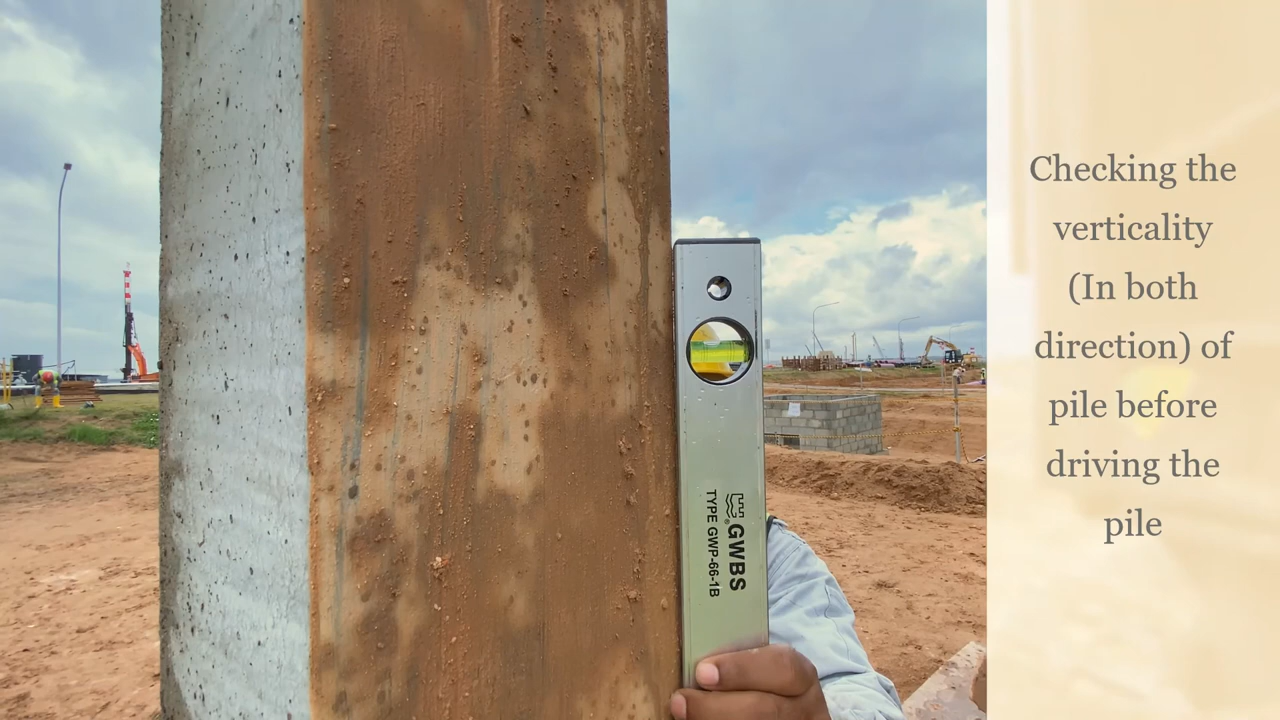 Checking the
verticality
(In both
direction) of
pile before
driving the
pile
GWBS
TYPE GWP-66-1B